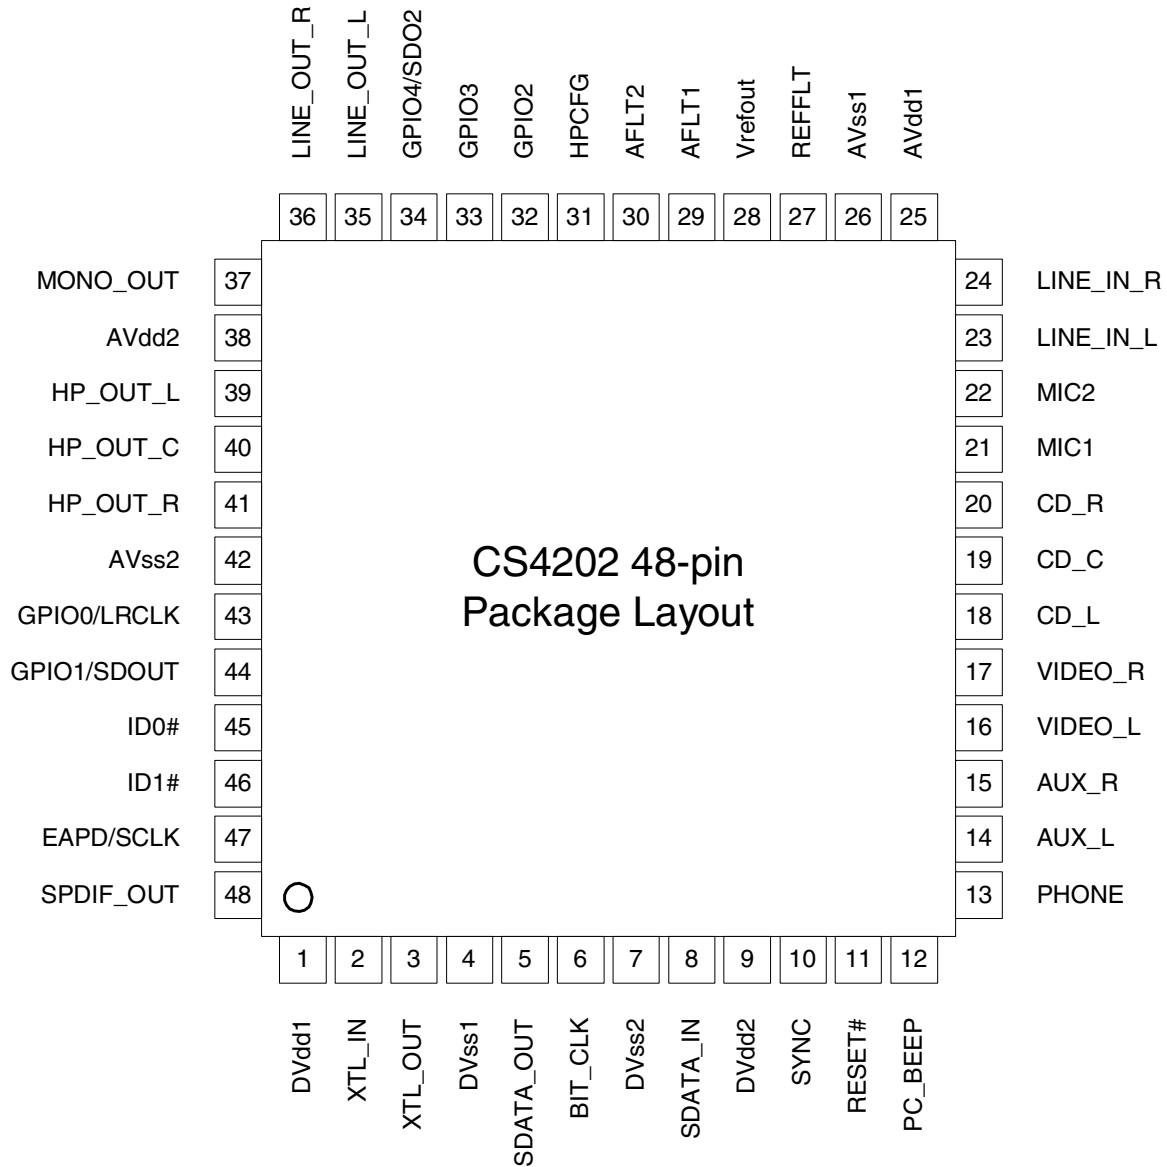 LINE_OUT_R
LINE_OUT_L
GPIO4/SDO2
GPIO3
GPIO2
HPCFG
AFLT2
AFLT1
Vrefout
REFFLT
AVss1
AVdd1
36 35 34 33 32 31 30 29 28 27 26 25
MONO_OUT 37 24 LINE_IN_R
AVdd2 38 23 LINE_IN_L
HP_OUT_L 39 22 MIC2
HP_OUT_C 40 21 MIC1
HP_OUT_R 41 20 CD_R
AVss2 42 19 CD_C
CS4202 48-pin
Package Layout
GPIO0/LRCLK 43 18 CD_L
GPIO1/SDOUT 44 17 VIDEO_R
ID0# 45 16 VIDEO_L
ID1# 46 15 AUX_R
EAPD/SCLK 47 14 AUX_L
SPDIF_OUT 48 13 PHONE
1 2 3 4 5 6 7 8 9 10 11 12
DVdd1
XTL_IN
XTL_OUT
DVss1
SDATA_OUT
BIT_CLK
DVss2
SDATA_IN
DVdd2
SYNC
RESET#
PC_BEEP